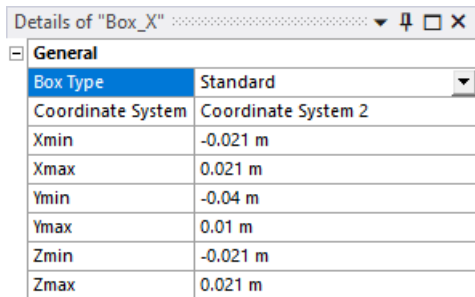 Details of "Box_X"
General
Box Type Standard
Coordinate System Coordinate System 2
Xmin -0.021 m
Xmax 0.021 m
Ymin -0.04 m
Ymax 0.01 m
Zmin -0.021 m
Zmax 0.021 m